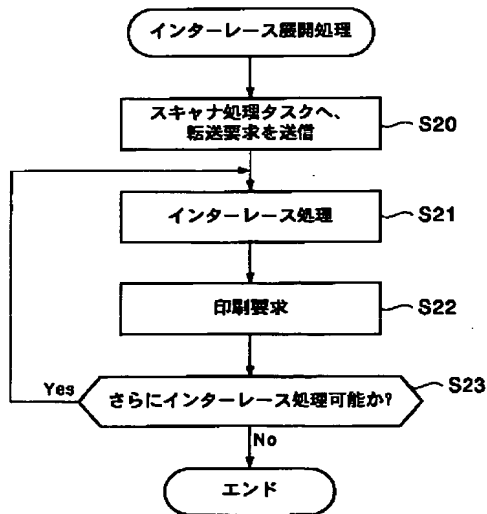 インターレース展開処理
スキャナ処理タスクへ、
転送要求を送信
S20
インターレース処理
S21
印刷要求
S22
さらにインターレース処理可能か?
S23
Yes
No
エンド